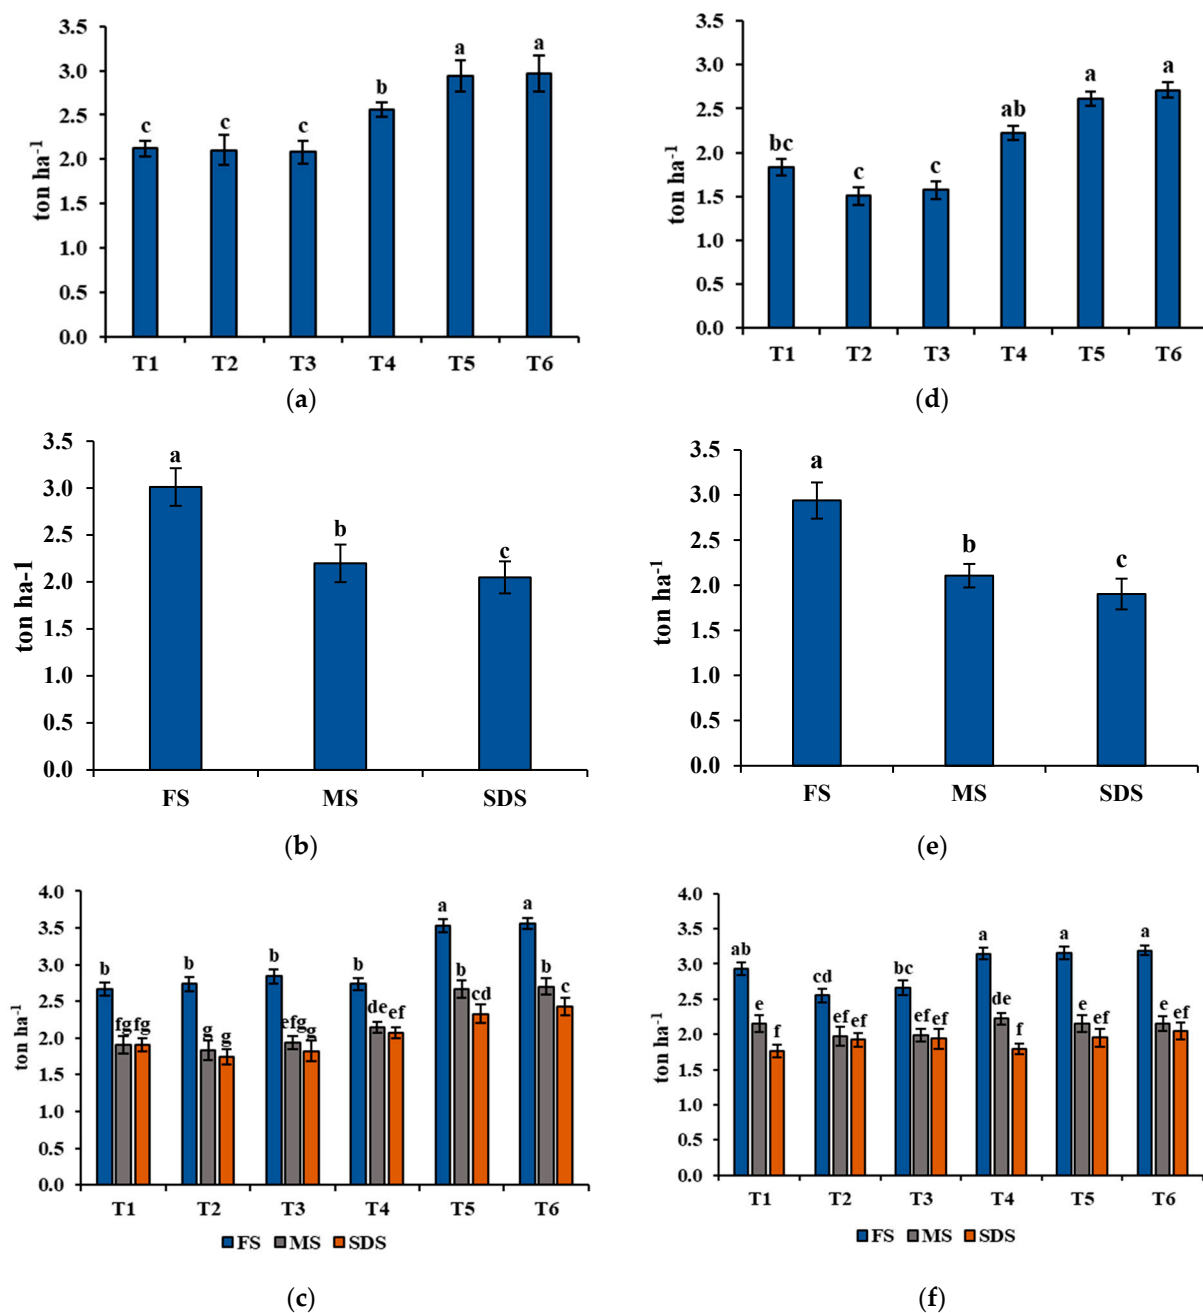 3.5
3.0
2.5
2.0
1.5
1.0
0.5
0.0
ton ha-1
c
c
c
b
a
a
T1 T2 T3 T4 T5 T6
(a)
3.5
3.0
2.5
2.0
1.5
1.0
0.5
0.0
ton ha-1
bc
c
c
ab
a
a
T1 T2 T3 T4 T5 T6
(d)
3.5
3.0
2.5
2.0
1.5
1.0
0.5
0.0
ton ha-1
a
b
c
FS MS SDS
(b)
3.5
3.0
2.5
2.0
1.5
1.0
0.5
0.0
ton ha-1
a
b
c
FS MS SDS
(e)
4.0
3.5
3.0
2.5
2.0
1.5
1.0
0.5
0.0
ton ha-1
b fg fg
b g g
b efg g
b de ef
a b cd
a b c
T1 T2 T3 T4 T5 T6
FS MS SDS
(c)
4.0
3.5
3.0
2.5
2.0
1.5
1.0
0.5
0.0
ton ha-1
ab e f
cd ef ef
bc ef ef
a de f
a e ef
a e ef
T1 T2 T3 T4 T5 T6
FS MS SDS
(f)